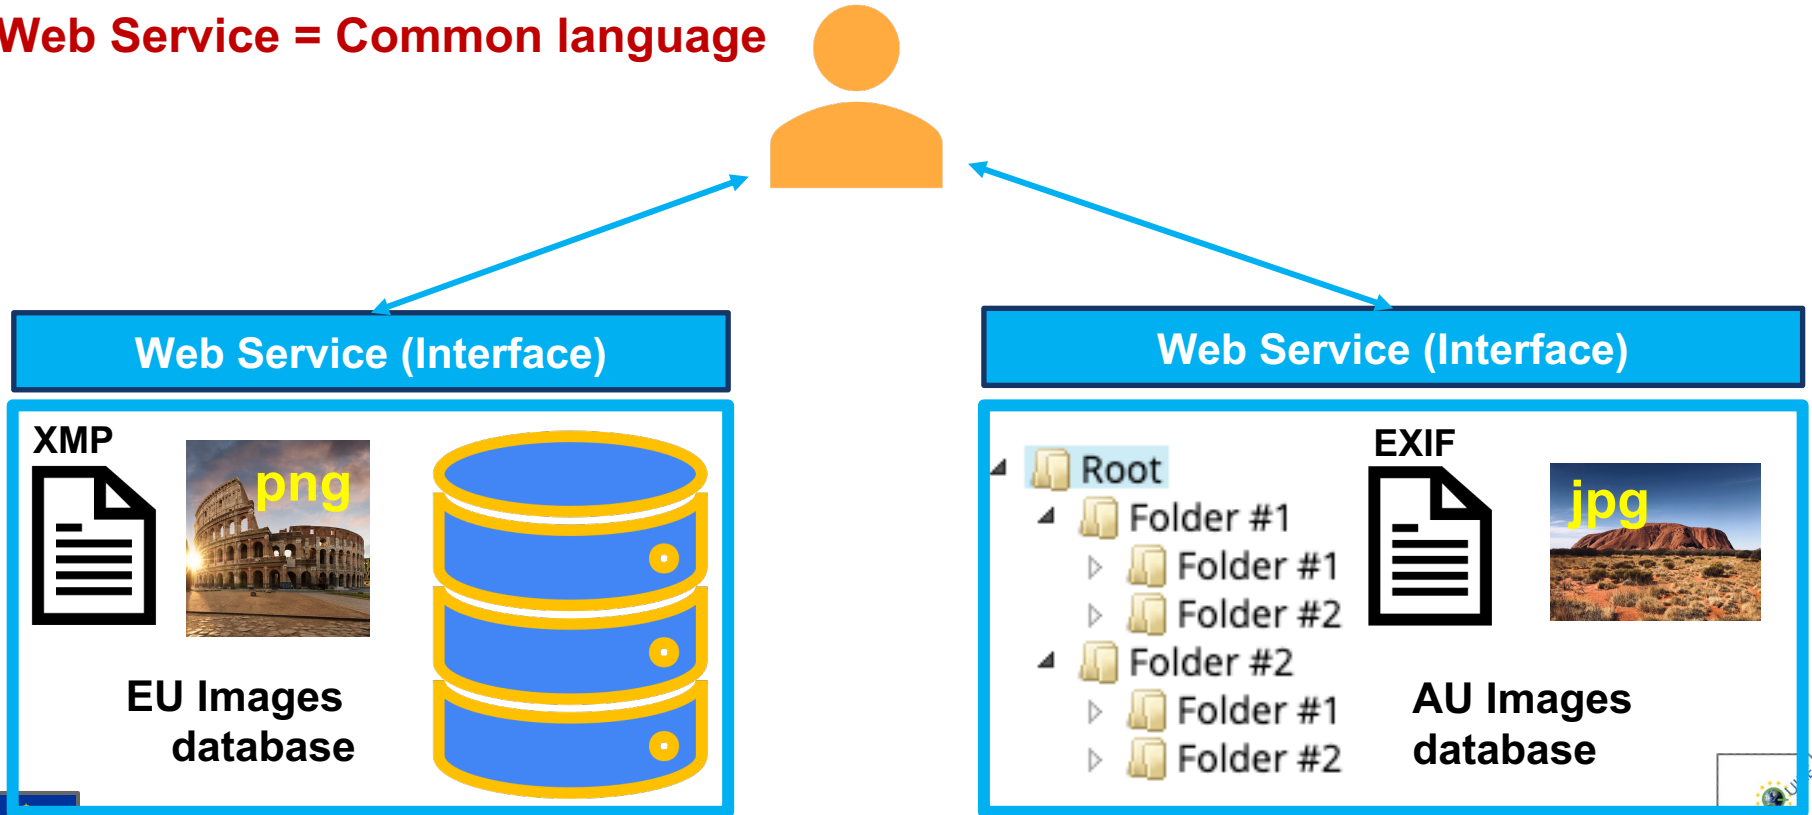 Web Service = Common language
Web Service (Interface)
XMP
png
EU Images
database
Web Service (Interface)
Root
Folder #1
Folder #1
Folder #2
Folder #2
Folder #1
Folder #2
EXIF
jpg
AU Images
database